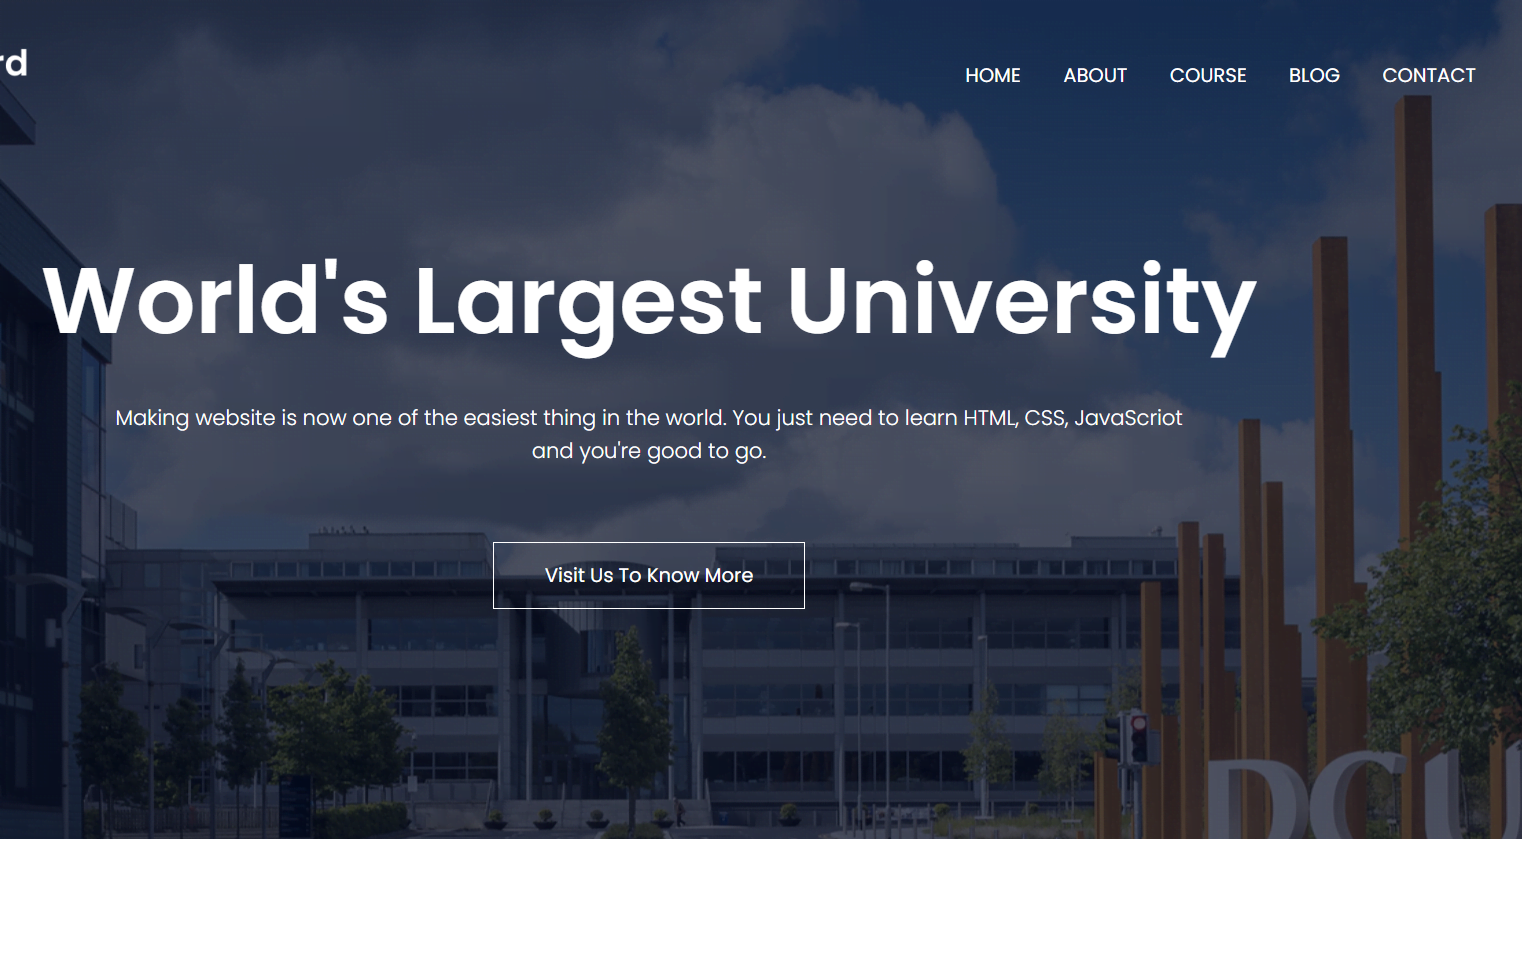 rd
HOME ABOUT COURSE BLOG CONTACT
World's Largest University
Making website is now one of the easiest thing in the world. You just need to learn HTML, CSS, JavaScriot
and you're good to go.
Visit Us To Know More
DCU